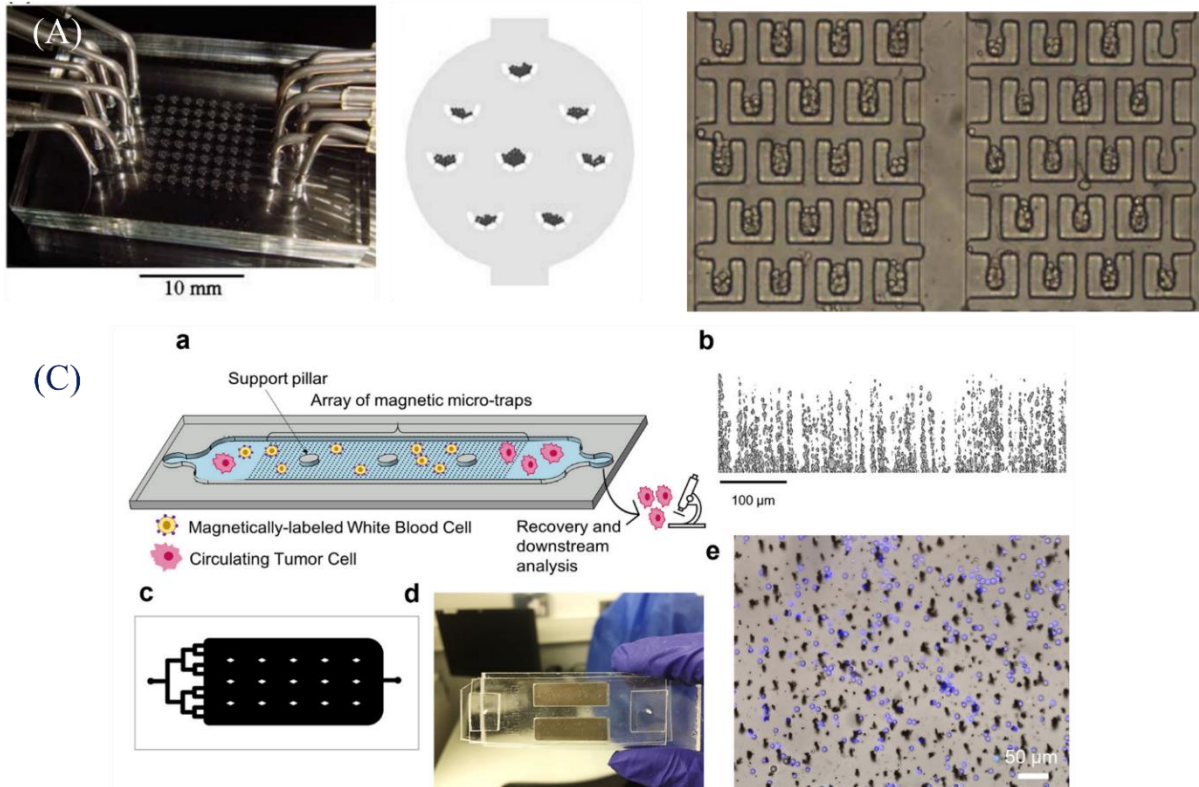 (A)
10 mm
(C)
a
Support pillar
Array of magnetic micro-traps
Magnetically-labeled White Blood Cell
Circulating Tumor Cell
Recovery and
downstream
analysis
b
100 µm
c
d
e
50 µm